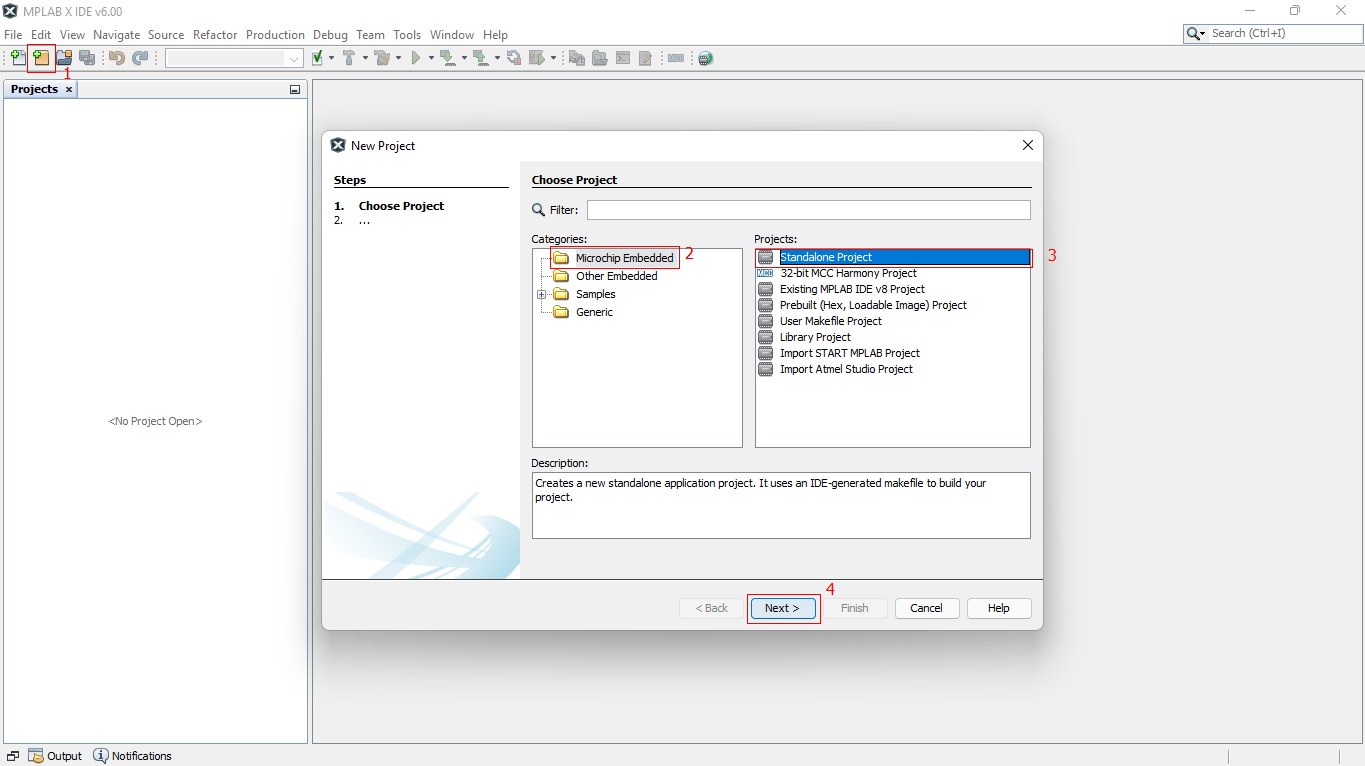 MPLAB X IDE v6.00
File Edit View Navigate Source Refactor Production Debug Team Tools Window Help
Search (Ctrl+I)
1
Projects ×
New Project
Steps
Choose Project
1. Choose Project
2. ...
Filter:
Categories:
Projects:
Microchip Embedded
2
Other Embedded
Samples
Generic
Standalone Project
3
32-bit MCC Harmony Project
Existing MPLAB IDE v8 Project
Prebuilt (Hex, Loadable Image) Project
User Makefile Project
Library Project
Import START MPLAB Project
Import Atmel Studio Project
<No Project Open>
Description:
Creates a new standalone application project. It uses an IDE-generated makefile to build your
project.
4
< Back
Next >
Finish
Cancel
Help
Output
Notifications